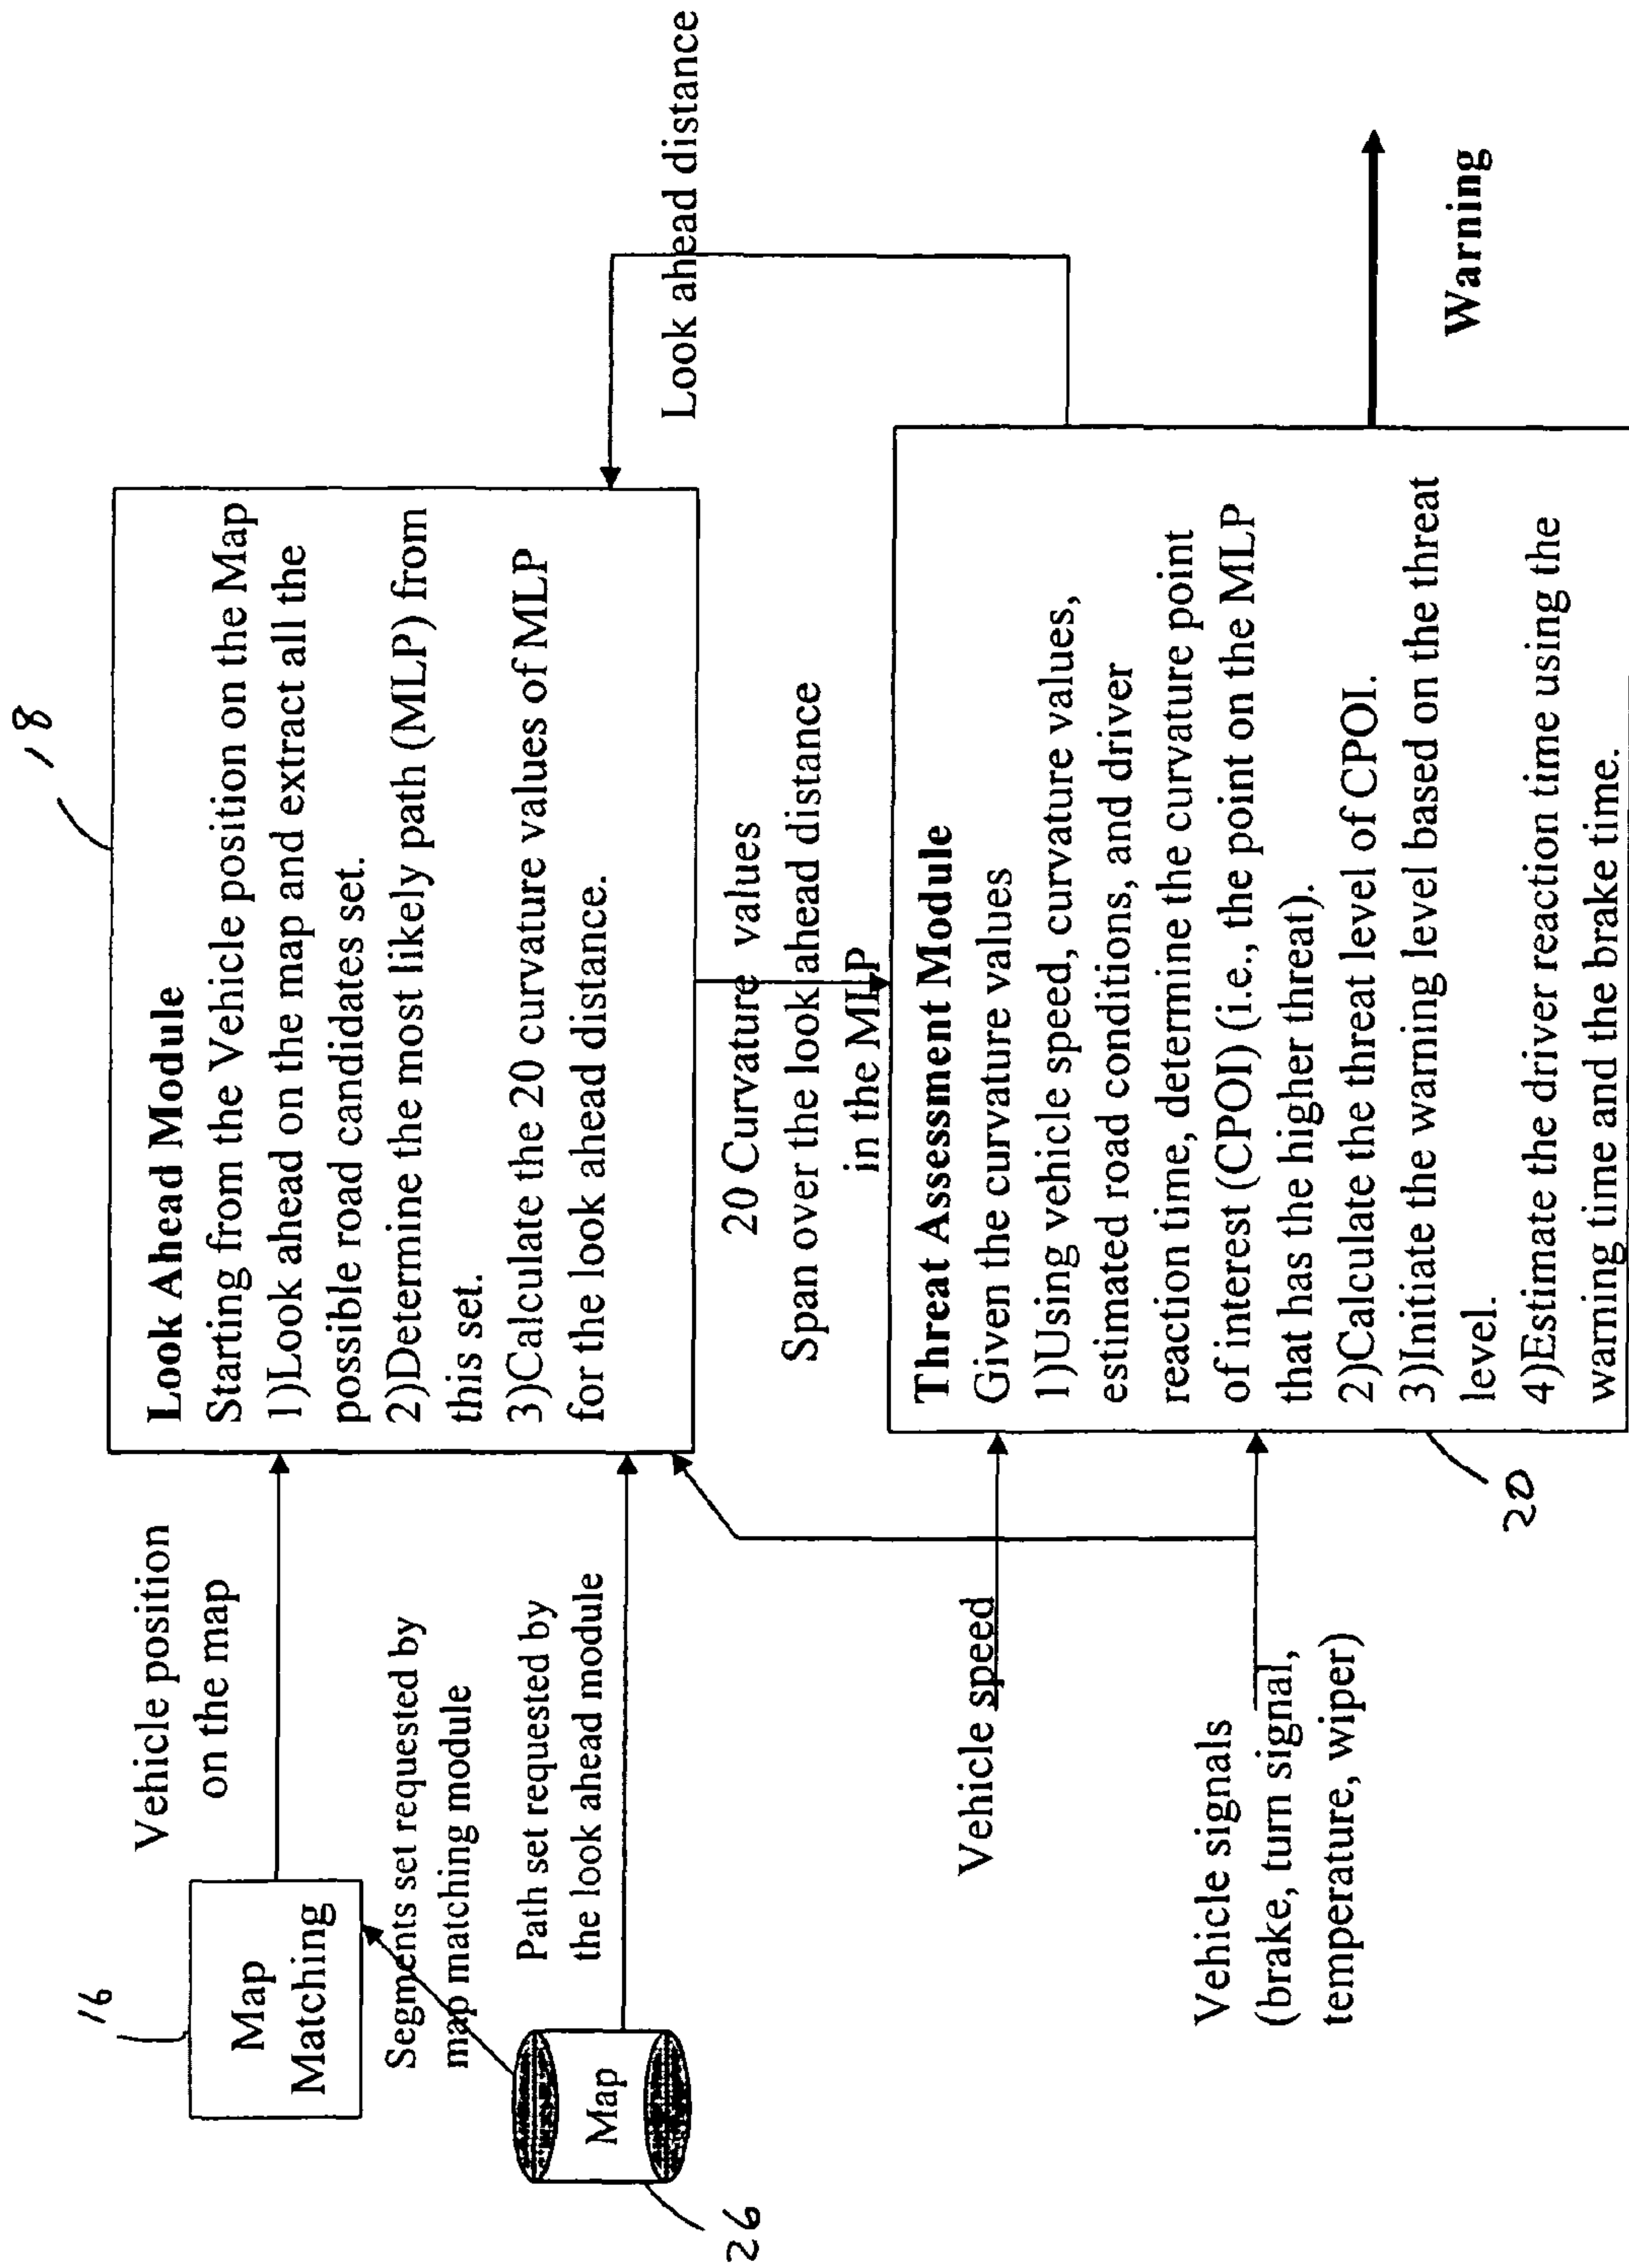 18
Look Ahead Module
Starting from the Vehicle position on the Map
1)Look ahead on the map and extract all the
possible road candidates set.
2)Determine the most likely path (MLP) from
this set.
3)Calculate the 20 curvature values of MLP
for the look ahead distance.
16
Map
Matching
Vehicle position
on the map
Segments set requested by
map matching module
Path set requested by
the look ahead module
Map
26
Look ahead distance
20 Curvature values
Span over the look ahead distance
in the MLP
Threat Assessment Module
Given the curvature values
1)Using vehicle speed, curvature values,
estimated road conditions, and driver
reaction time, determine the curvature point
of interest ((CPOI) (i.e., the point on the MLP
that has the higher threat).
2)Calculate the threat level of CPOI.
3)Initiate the warning level based on the threat
level.
4)Estimate the driver reaction time using the
warning time and the brake time.
20
Vehicle speed
Vehicle signals
(brake, turn signal,
temperature, wiper)
Warning